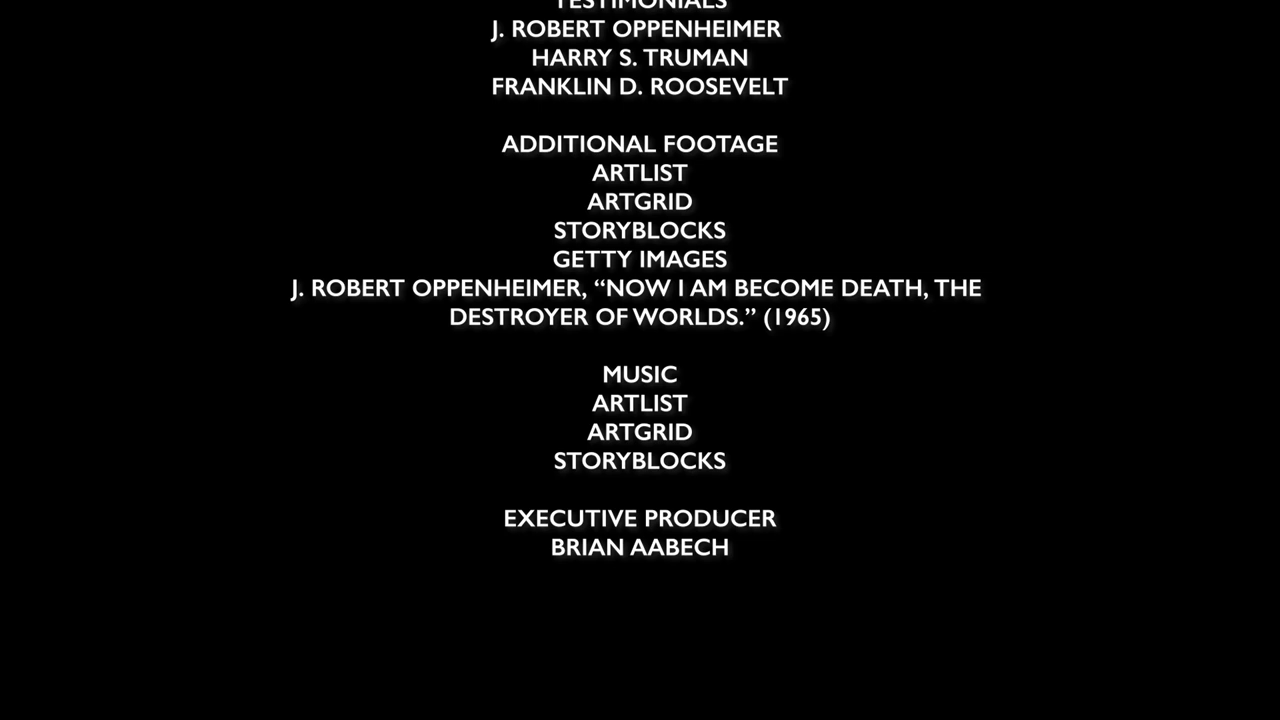 TESTIMONIALS
J. ROBERT OPPENHEIMER
HARRY S. TRUMAN
FRANKLIN D. ROOSEVELT
ADDITIONAL FOOTAGE
ARTLIST
ARTGRID
STORYBLOCKS
GETTY IMAGES
J. ROBERT OPPENHEIMER, “NOW I AM BECOME DEATH, THE
DESTROYER OF WORLDS.” (1965)
MUSIC
ARTLIST
ARTGRID
STORYBLOCKS
EXECUTIVE PRODUCER
BRIAN AABECH